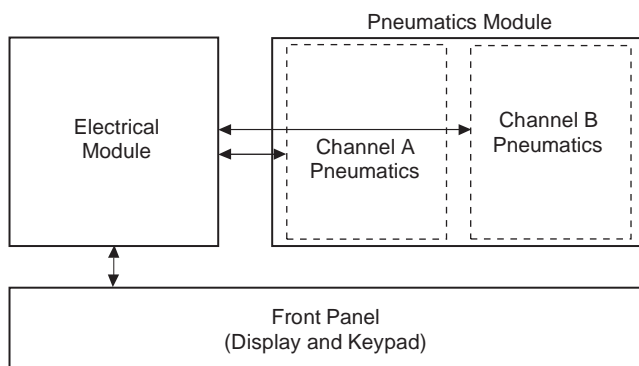 Pneumatics Module
Electrical
Module
Channel A
Pneumatics
Channel B
Pneumatics
Front Panel
(Display and Keypad)